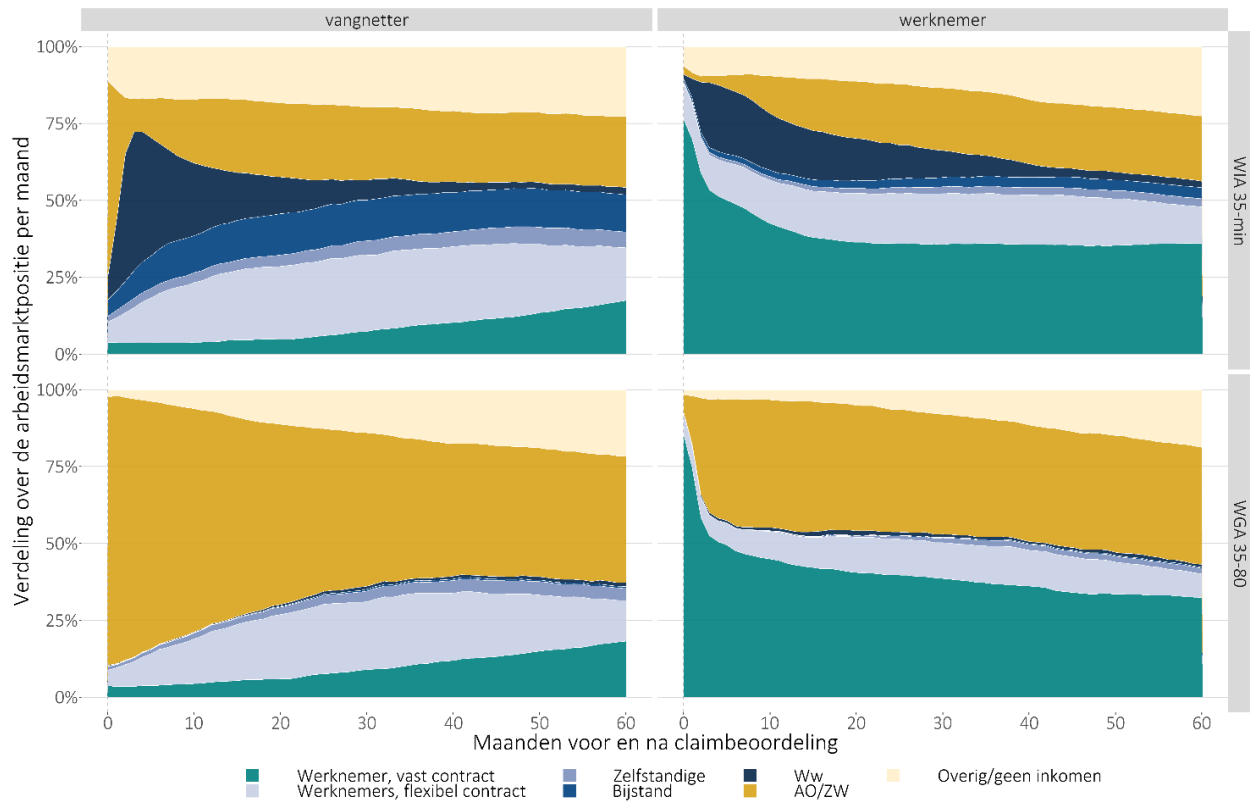 vangnetter
werknemer
100%
75%
50%
25%
0%
WIA 35-min
100%
75%
50%
25%
0%
WGA 35-80
Verdeling over de arbeidsmarktpositie per maand
0 10 20 30 40 50 60
0 10 20 30 40 50 60
Maanden voor en na claimbeoordeling
Werknemer, vast contract
Zelfstandige
Ww
Overig/geen inkomen
Werknemers, flexibel contract
Bijstand
AO/ZW